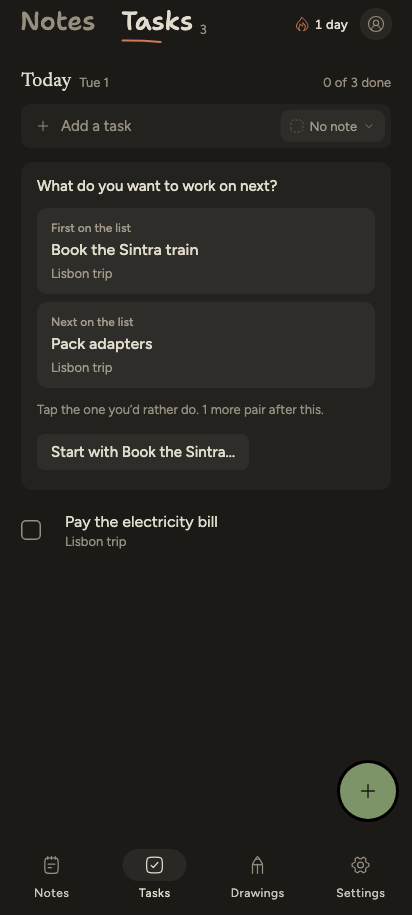 Notes Tasks 3 1 day
Today Tue 1 0 of 3 done
Add a task No note
What do you want to work on next?
First on the list
Book the Sintra train
Lisbon trip
Next on the list
Pack adapters
Lisbon trip
Tap the one you’d rather do. 1 more pair after this.
Start with Book the Sintra...
Pay the electricity bill
Lisbon trip
Notes Tasks Drawings Settings